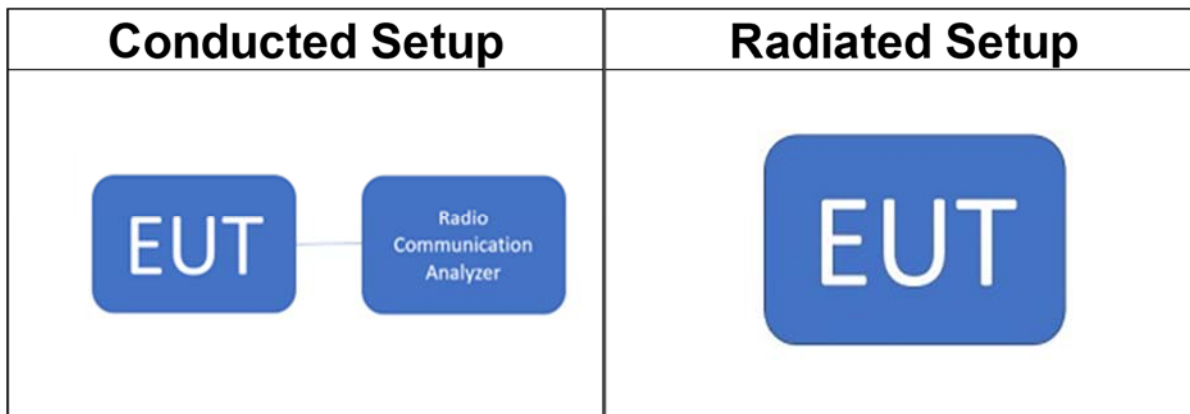 Conducted Setup
Radiated Setup
EUT
Radio
Communication
Analyzer
EUT